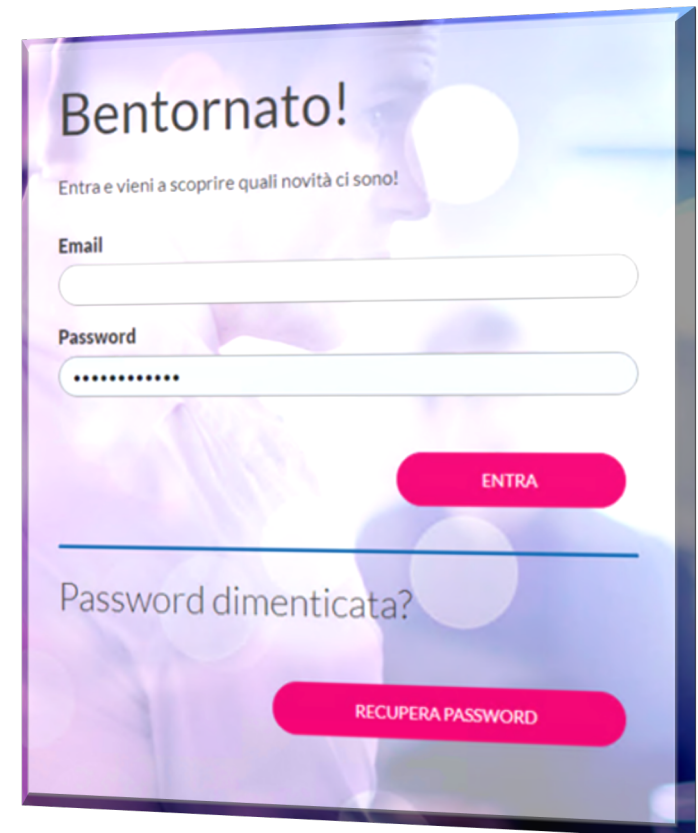 Bentornato!
Entra e vieni a scoprire quali novità ci sono!
Email
Password
••••••••••••
ENTRA
Password dimenticata?
RECUPERA PASSWORD